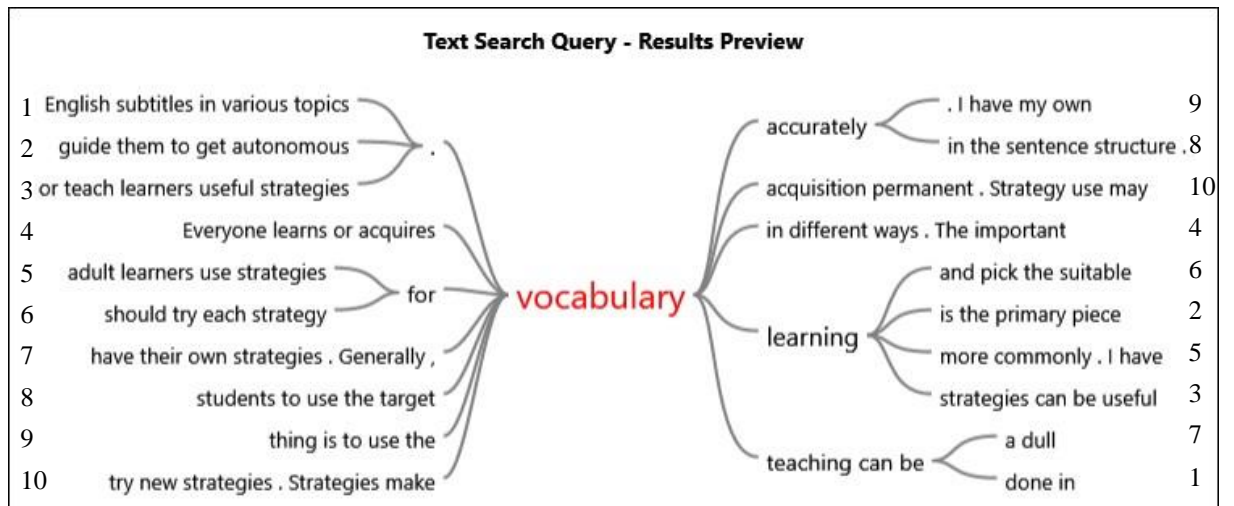 Text Search Query - Results Preview
1 English subtitles in various topics
2 guide them to get autonomous
3 or teach learners useful strategies
.
4 Everyone learns or acquires
5 adult learners use strategies
6 should try each strategy
for
7 have their own strategies . Generally ,
8 students to use the target
9 thing is to use the
10 try new strategies . Strategies make
vocabulary
accurately
. I have my own 9
in the sentence structure . 8
acquisition permanent . Strategy use may 10
in different ways . The important 4
learning
and pick the suitable 6
is the primary piece 2
more commonly . I have 5
strategies can be useful 3
teaching can be
a dull 7
done in 1